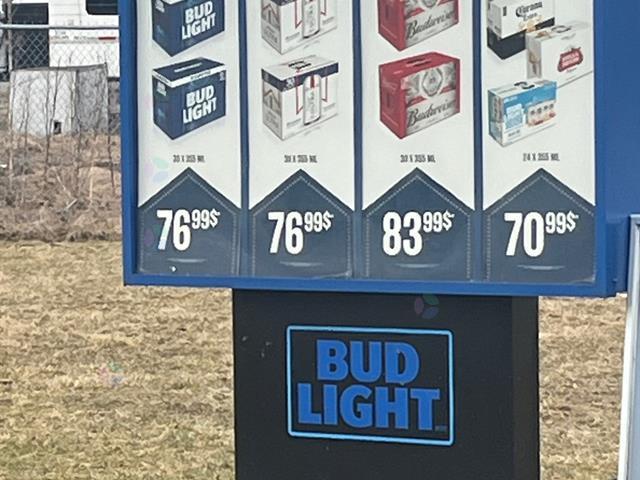 BUD
LIGHT
BUD
LIGHT
Budweiser
Budweiser
Corona
30 X 355 ML
30 X 355 ML
30 X 355 ML
24 X 355 ML
76 99$
76 99$
83 99$
70 99$
BUD
LIGHT